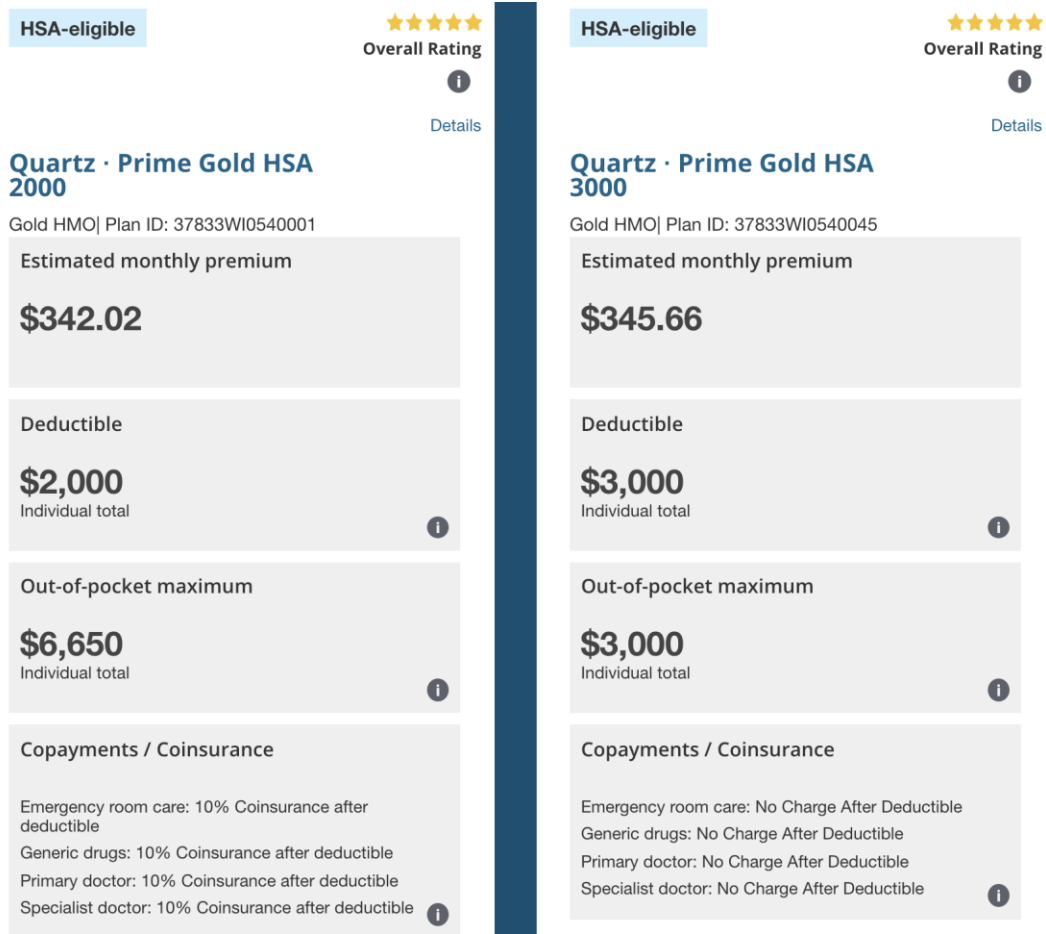 HSA-eligible
Overall Rating
i
Details
Quartz · Prime Gold HSA
2000
Gold HMO| Plan ID: 37833WI0540001
Estimated monthly premium
$342.02
Deductible
$2,000
Individual total
i
Out-of-pocket maximum
$6,650
Individual total
i
Copayments / Coinsurance
Emergency room care: 10% Coinsurance after
deductible
Generic drugs: 10% Coinsurance after deductible
Primary doctor: 10% Coinsurance after deductible
Specialist doctor: 10% Coinsurance after deductible
i
HSA-eligible
Overall Rating
i
Details
Quartz · Prime Gold HSA
3000
Gold HMO| Plan ID: 37833WI0540045
Estimated monthly premium
$345.66
Deductible
$3,000
Individual total
i
Out-of-pocket maximum
$3,000
Individual total
i
Copayments / Coinsurance
Emergency room care: No Charge After Deductible
Generic drugs: No Charge After Deductible
Primary doctor: No Charge After Deductible
Specialist doctor: No Charge After Deductible
i